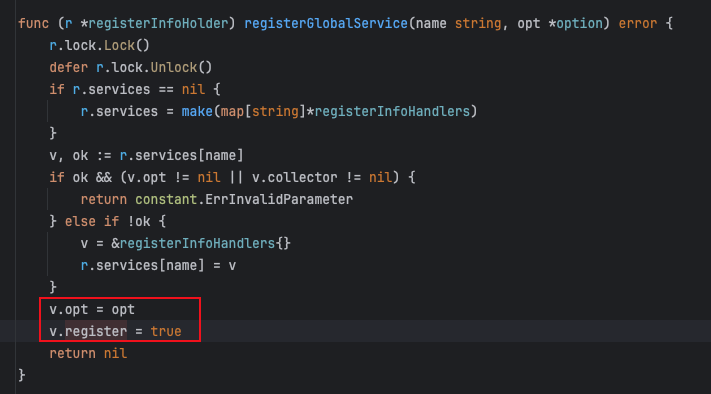 func (r *registerInfoHolder) registerGlobalService(name string, opt *option) error {
    r.lock.Lock()
    defer r.lock.Unlock()
    if r.services == nil {
        r.services = make(map[string]*registerInfoHandlers)
    }
    v, ok := r.services[name]
    if ok && (v.opt != nil || v.collector != nil) {
        return constant.ErrInvalidParameter
    } else if !ok {
        v = &registerInfoHandlers{}
        r.services[name] = v
    }
    v.opt = opt
    v.register = true
    return nil
}